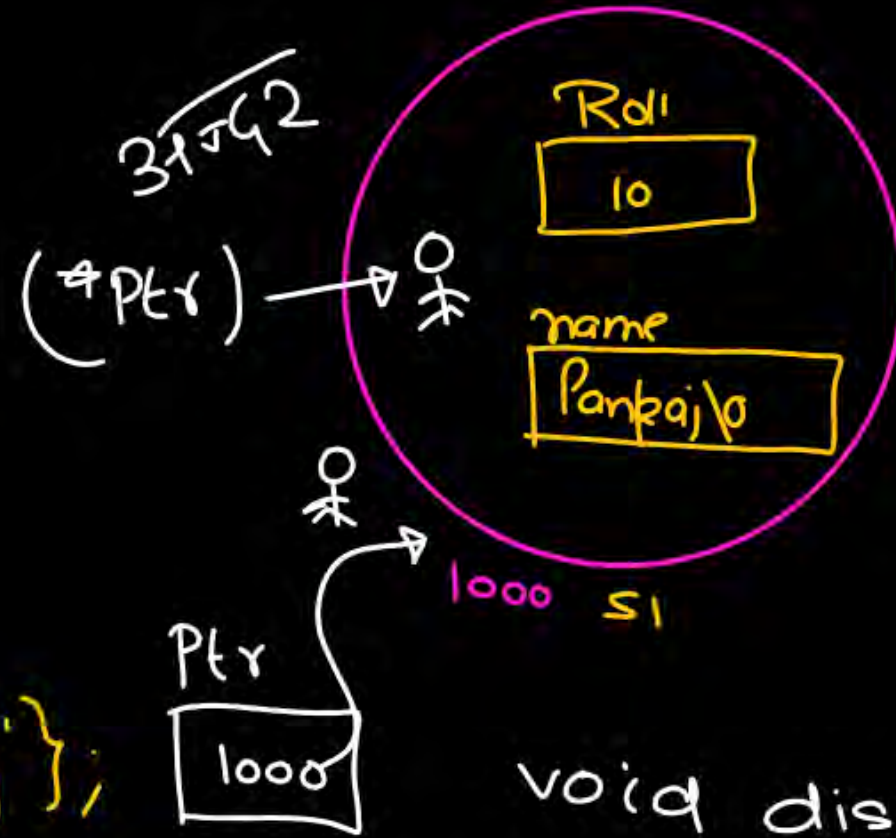 Roll
10
(*Ptr)
name
Pankaj\0
1000 S1
Ptr
1000
"};
void dis